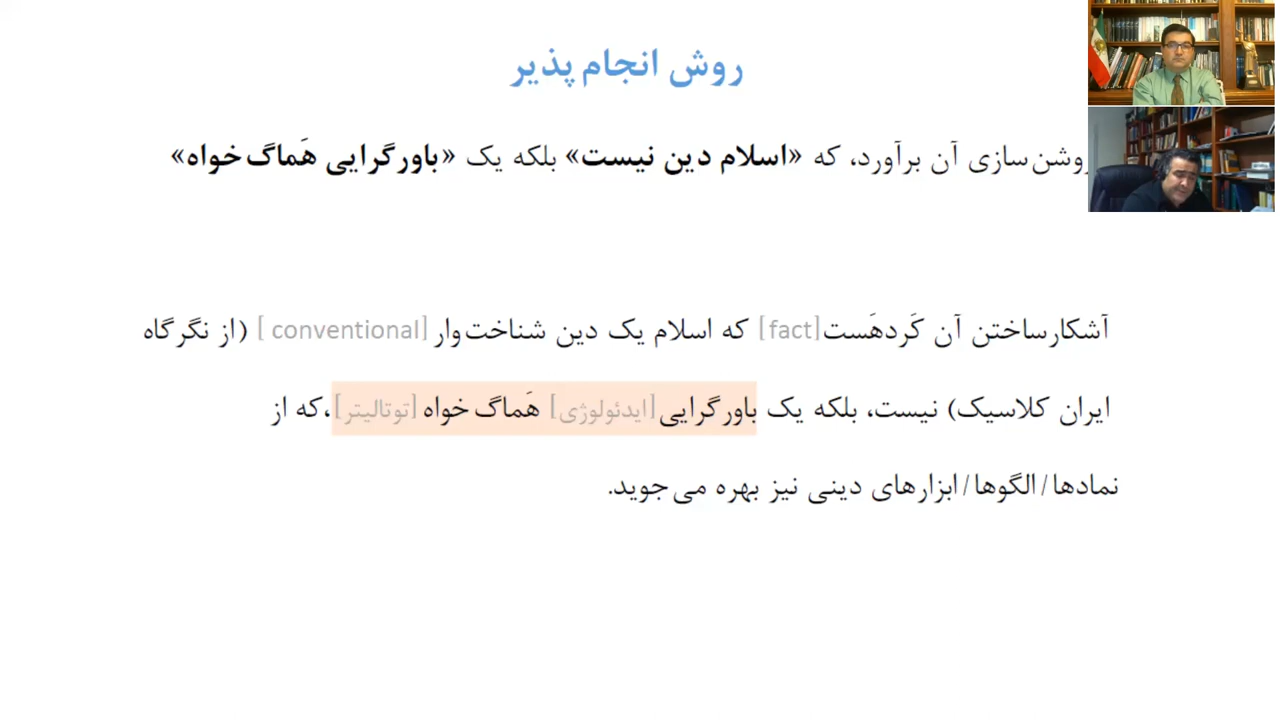 روش انجام پذیر
روشن‌سازی آن برآورد، که «اسلام دین نیست» بلکه یک «باورگرایی هَماگ‌خواه»
آشکارساختن آن کَردهَست[fact] که اسلام یک دین شناخت‌وار [conventional] (از نگرگاه
ایران کلاسیک) نیست، بلکه یک باورگرایی[ایدئولوژی] هَماگ‌خواه [توتالیتر]،که از
نمادها/الگوها/ابزارهای دینی نیز بهره می‌جوید.